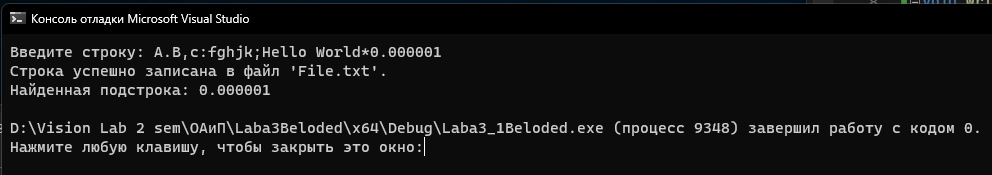 Консоль отладки Microsoft Visual Studio
Введите строку: A.B,c:fghjk;Hello World*0.000001
Строка успешно записана в файл 'File.txt'.
Найденная подстрока: 0.000001
D:\Vision Lab 2 sem\ОАиП\Laba3Beloded\x64\Debug\Laba3_1Beloded.exe (процесс 9348) завершил работу с кодом 0.
Нажмите любую клавишу, чтобы закрыть это окно: